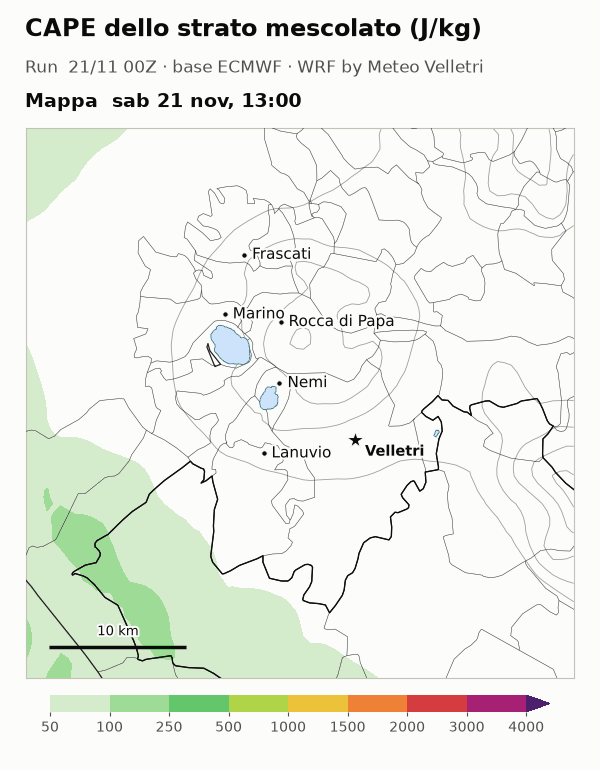 CAPE dello strato mescolato (J/kg)
Run  21/11 00Z · base ECMWF · WRF by Meteo Velletri
Mappa  sab 21 nov, 13:00
Frascati
Marino
Rocca di Papa
Nemi
Velletri
Lanuvio
10 km
50 100 250 500 1000 1500 2000 3000 4000